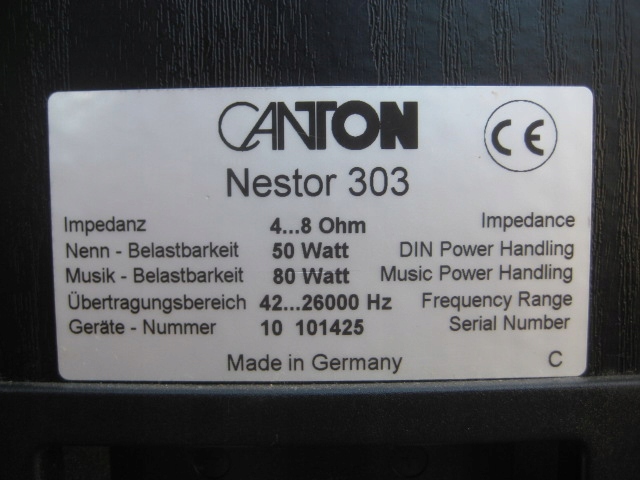 CANTON
CE
Nestor 303
Impedanz 4...8 Ohm Impedance
Nenn - Belastbarkeit 50 Watt DIN Power Handling
Musik - Belastbarkeit 80 Watt Music Power Handling
Übertragungsbereich 42...26000 Hz Frequency Range
Geräte - Nummer 10 101425 Serial Number
Made in Germany C